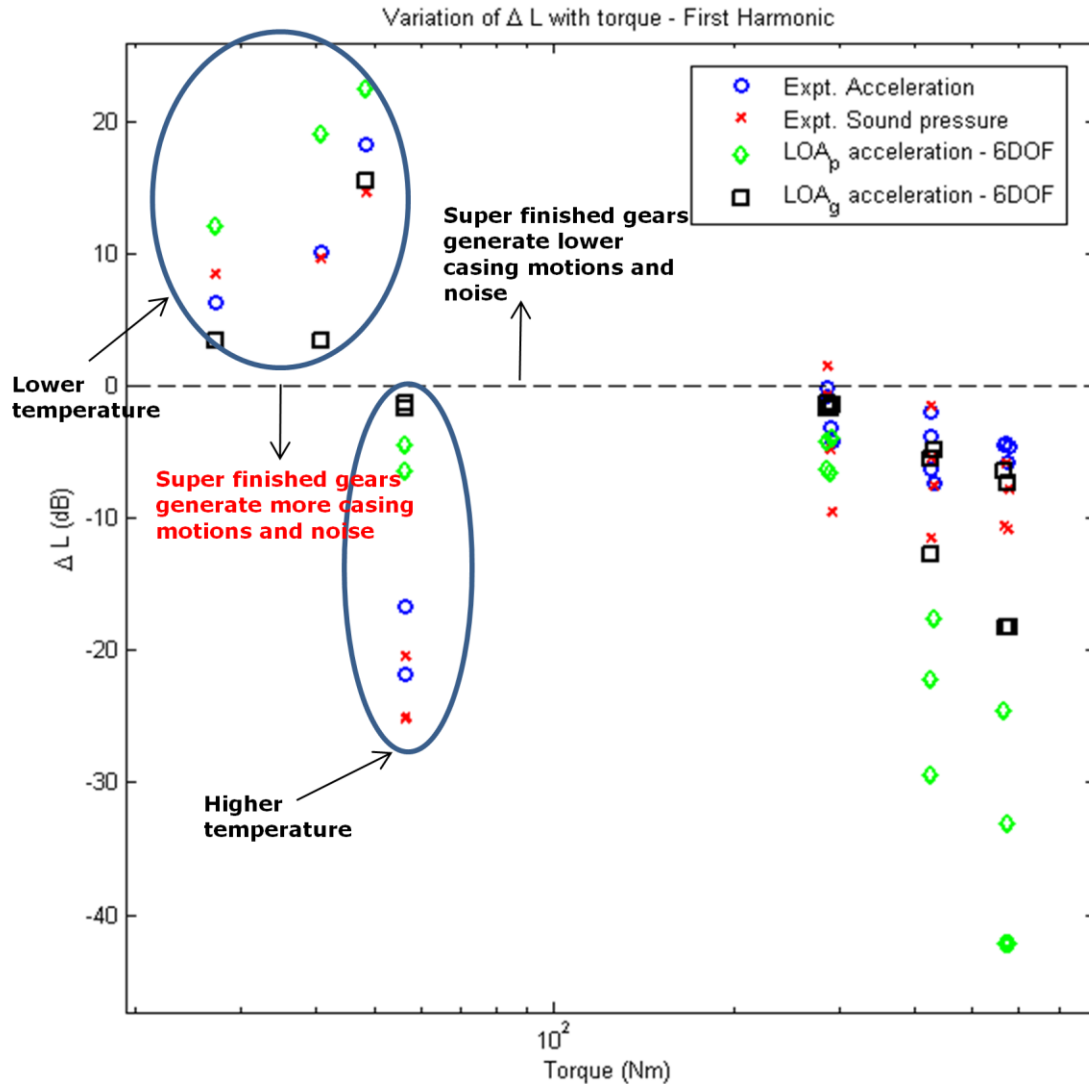 Variation of Δ L with torque - First Harmonic
Expt. Acceleration
Expt. Sound pressure
LOAp acceleration - 6DOF
LOAg acceleration - 6DOF
20
10
0
-10
-20
-30
-40
Δ L (dB)
Super finished gears
generate lower
casing motions and
noise
Lower
temperature
Super finished gears
generate more casing
motions and noise
Higher
temperature
10^2
Torque (Nm)